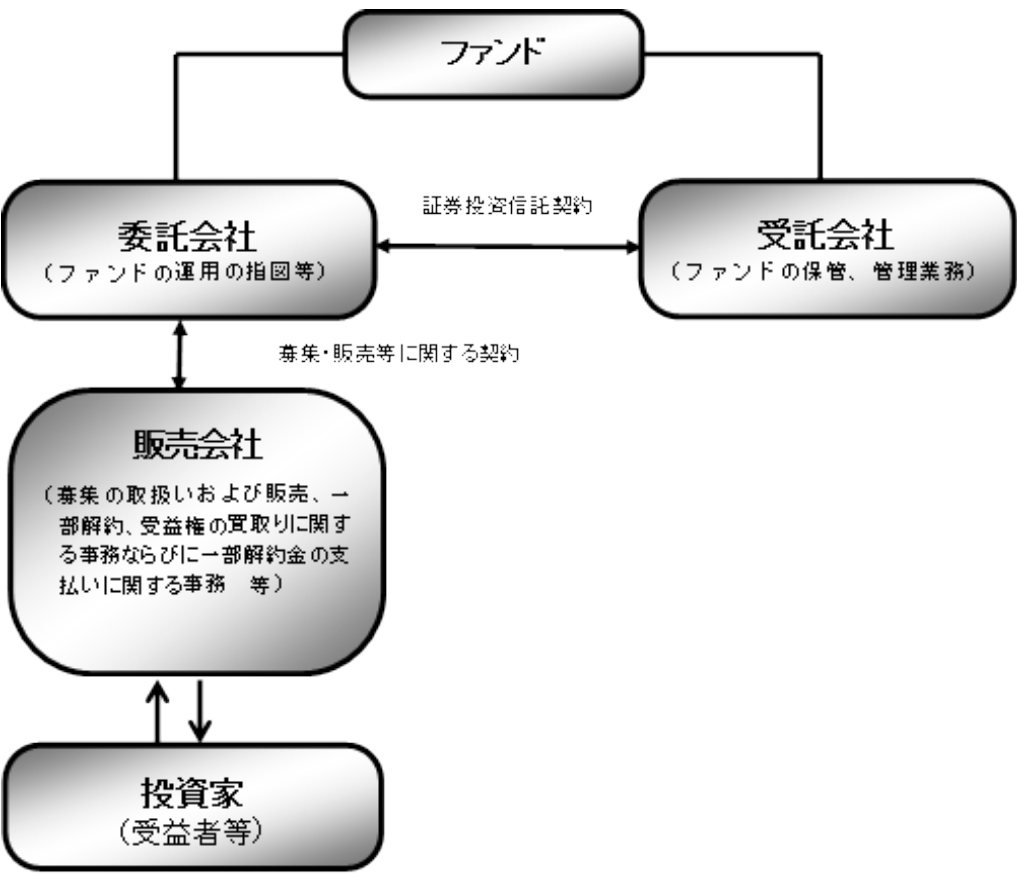 ファンド
証券投資信託契約
委託会社
(ファンドの運用の指図等)
受託会社
(ファンドの保管、管理業務)
募集・販売等に関する契約
販売会社
(募集の取扱いおよび販売、一
部解約、受益権の買取りに関す
る事務ならびに一部解約金の支
払いに関する事務 等)
投資家
(受益者等)